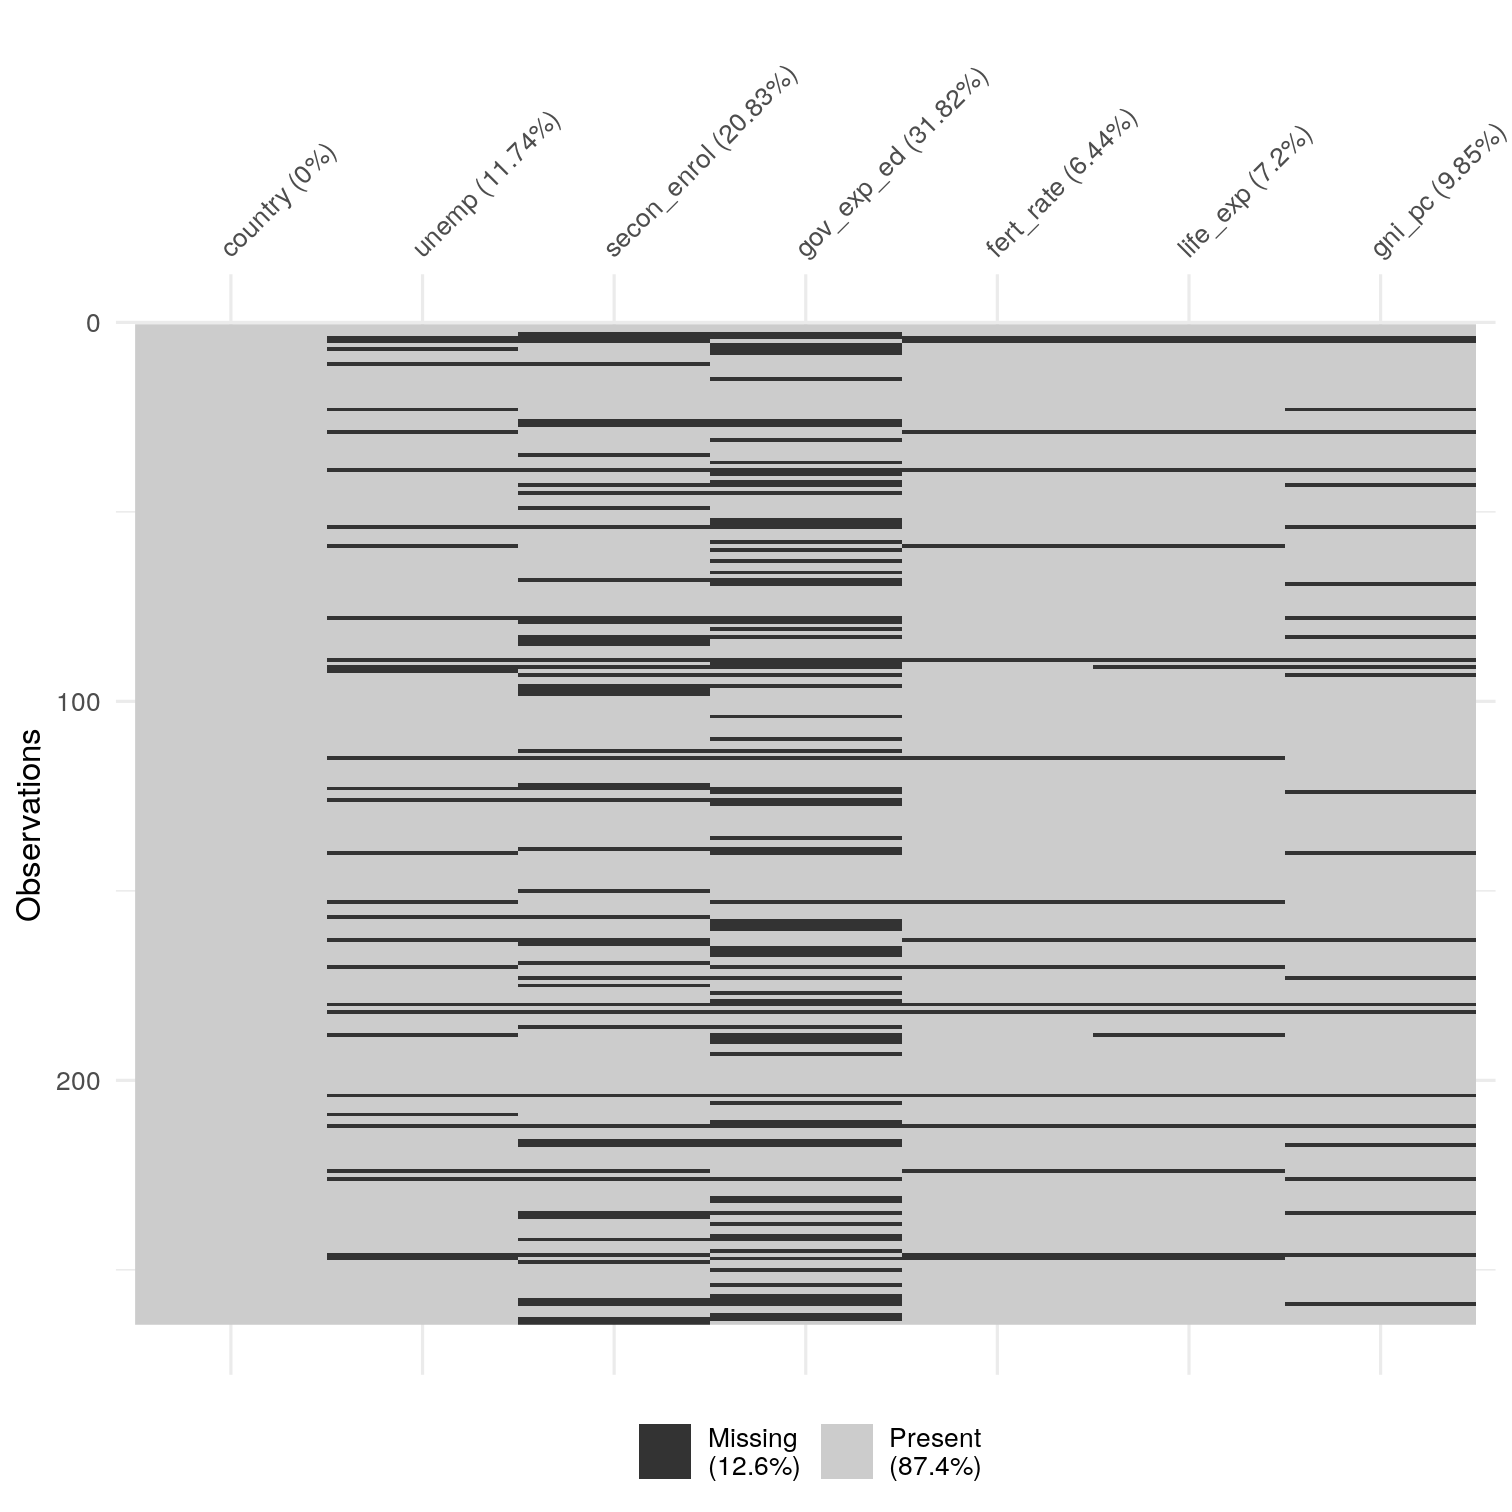 country (0%)
unemp (11.74%)
secon_enrol (20.83%)
gov_exp_ed (31.82%)
fert_rate (6.44%)
life_exp (7.2%)
gni_pc (9.85%)
0
100
200
Observations
Missing
(12.6%)
Present
(87.4%)